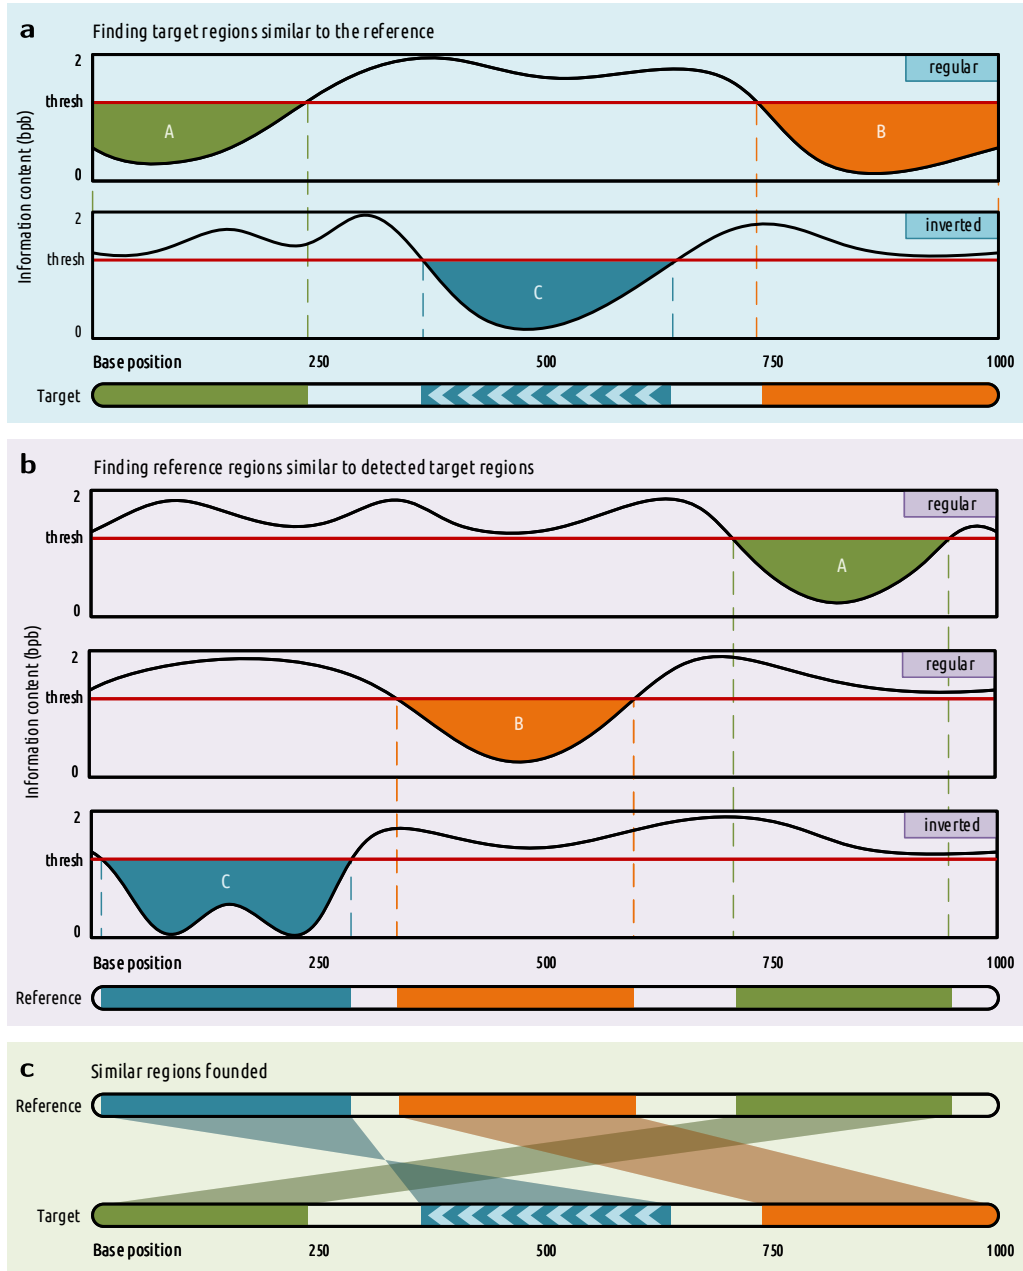 a
Finding target regions similar to the reference
Information content (bpb)
2
regular
thresh
A
B
0
2
inverted
thresh
C
0
Base position 250 500 750 1000
Target
b
Finding reference regions similar to detected target regions
Information content (bpb)
2
regular
thresh
A
0
2
regular
thresh
B
0
2
inverted
thresh
C
0
Base position 250 500 750 1000
Reference
c
Similar regions founded
Reference
Target
Base position 250 500 750 1000